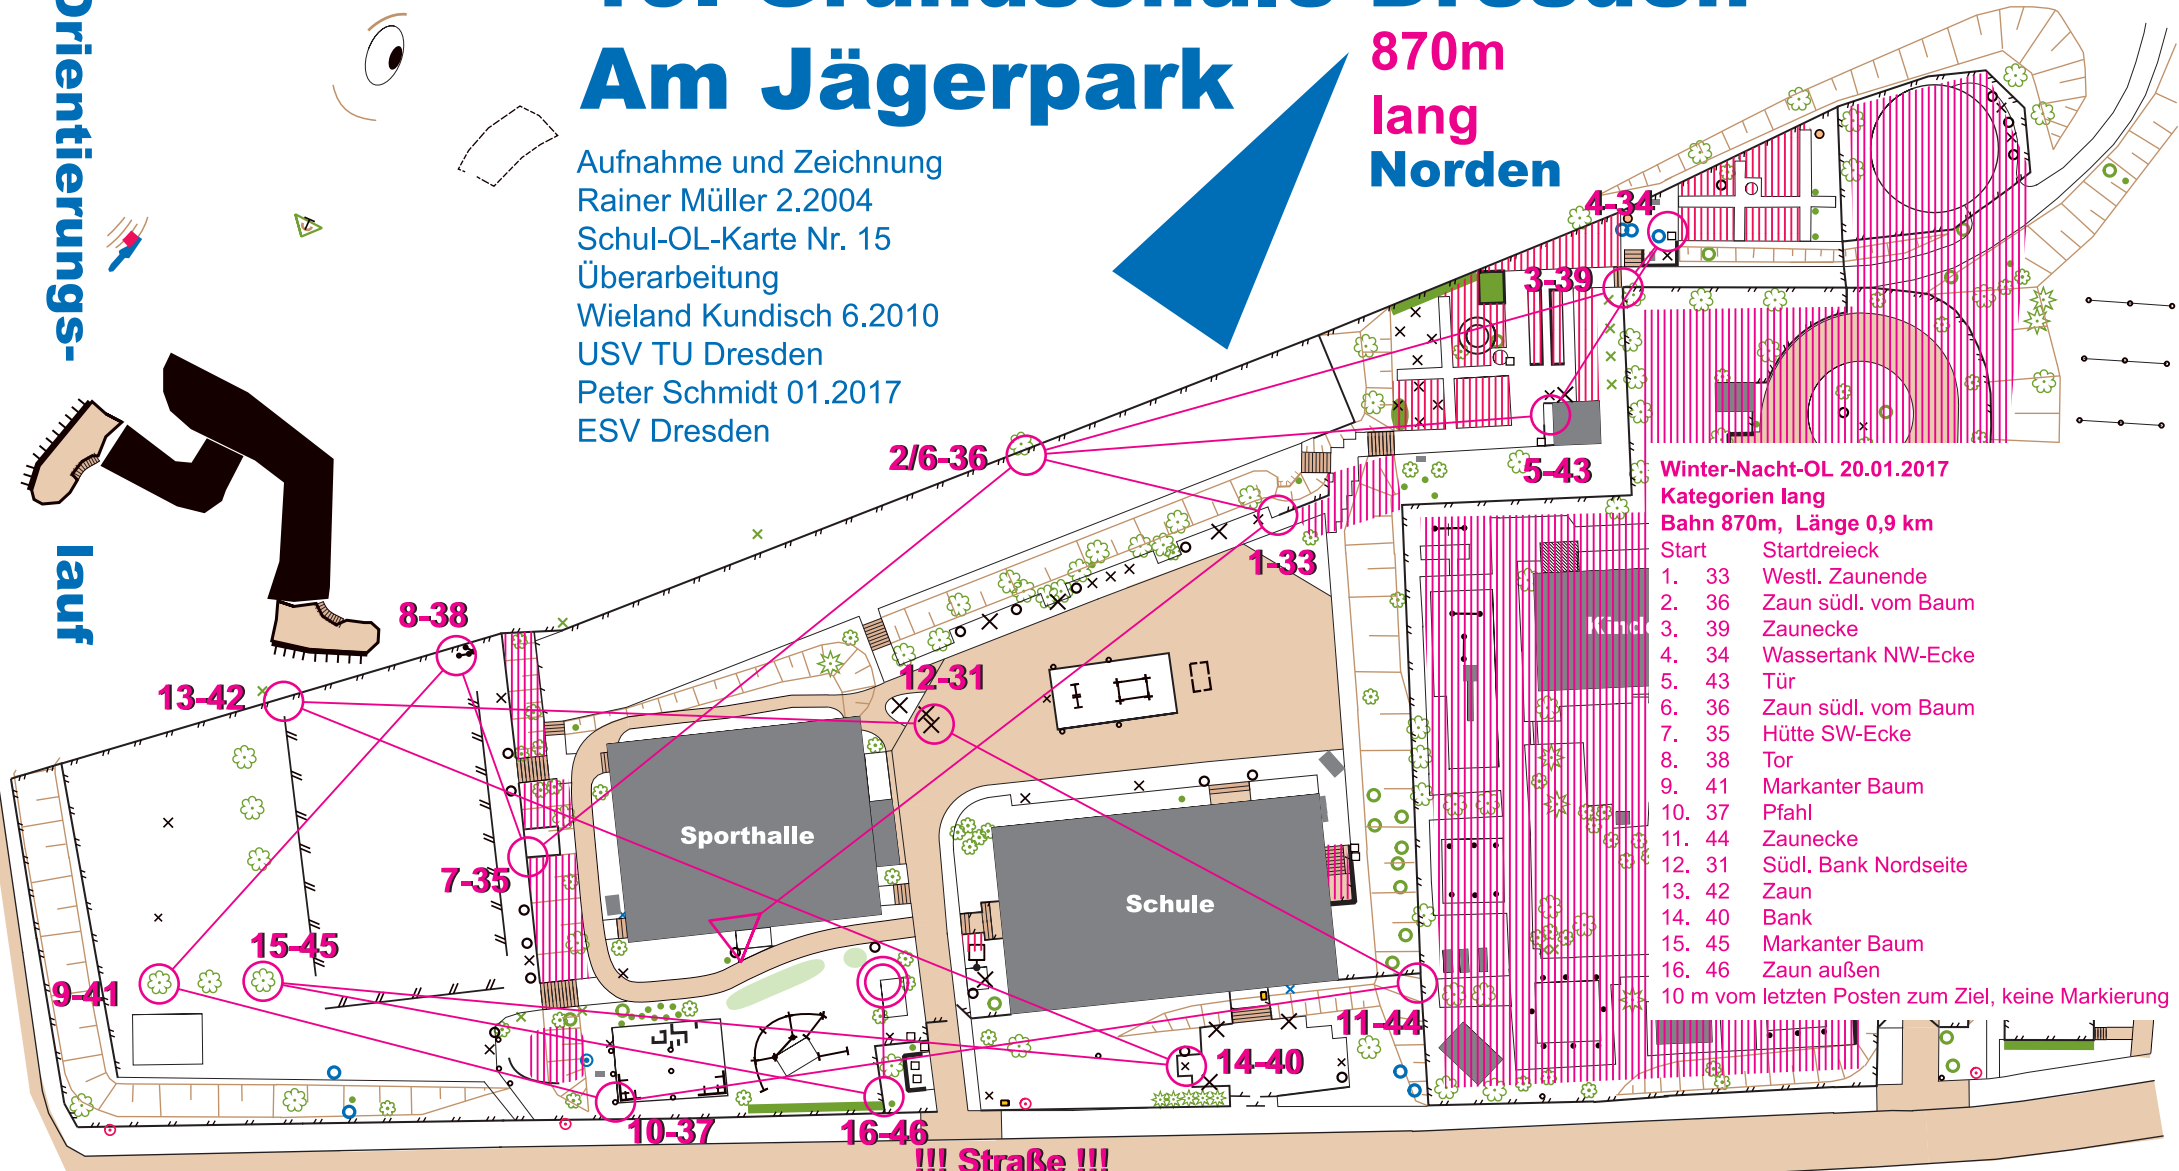 Orientierungs-
lauf
Am Jägerpark
870m
lang
Norden
Aufnahme und Zeichnung
Rainer Müller 2.2004
Schul-OL-Karte Nr. 15
Überarbeitung
Wieland Kundisch 6.2010
USV TU Dresden
Peter Schmidt 01.2017
ESV Dresden
4-34
3-39
2/6-36
5-43
1-33
8-38
12-31
13-42
Sporthalle
7-35
Schule
15-45
9-41
11-44
14-40
10-37
16-46
!!! Straße !!!
Winter-Nacht-OL 20.01.2017
Kategorien lang
Bahn 870m, Länge 0,9 km
Start Startdreieck
1. 33 Westl. Zaunende
2. 36 Zaun südl. vom Baum
3. 39 Zaunecke
4. 34 Wassertank NW-Ecke
5. 43 Tür
6. 36 Zaun südl. vom Baum
7. 35 Hütte SW-Ecke
8. 38 Tor
9. 41 Markanter Baum
10. 37 Pfahl
11. 44 Zaunecke
12. 31 Südl. Bank Nordseite
13. 42 Zaun
14. 40 Bank
15. 45 Markanter Baum
16. 46 Zaun außen
10 m vom letzten Posten zum Ziel, keine Markierung